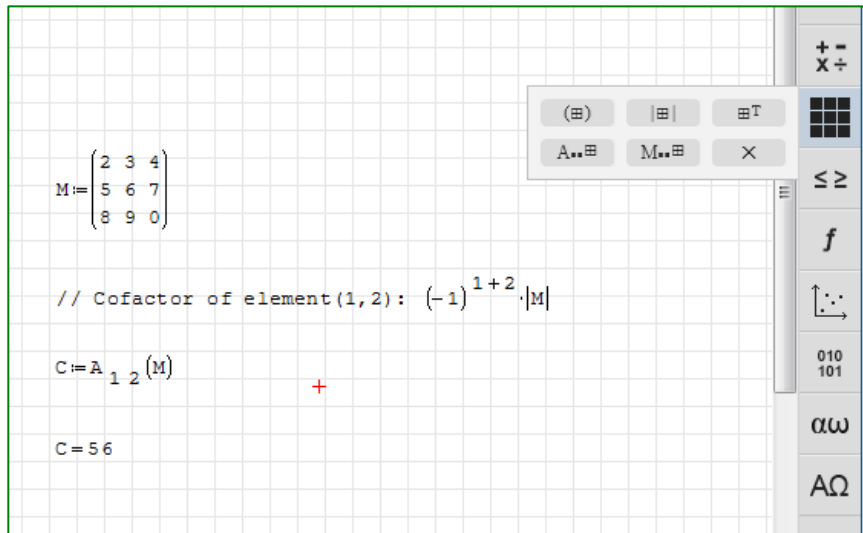 M:=
2 3 4
5 6 7
8 9 0
// Cofactor of element(1,2): (-1)^1+2·|M|
C:=A 1 2 (M)
C=56
(⊞) |⊞| ⊞T
A..⊞ M..⊞ ×
+ -
x ÷
≤ ≥
f
010
101
αω
ΑΩ